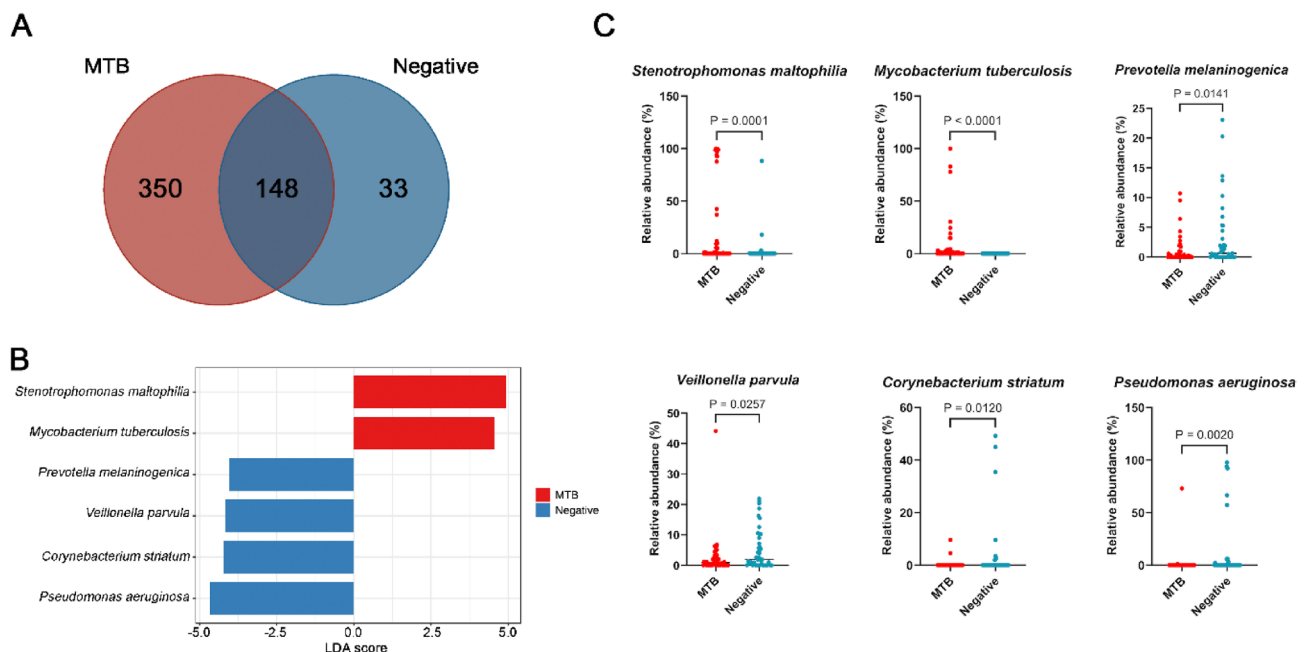 A
MTB
Negative
350
148
33
B
Stenotrophomonas maltophilia
Mycobacterium tuberculosis
Prevotella melaninogenica
Veillonella parvula
Corynebacterium striatum
Pseudomonas aeruginosa
-5.0
-2.5
0.0
2.5
5.0
LDA score
MTB
Negative
C
Stenotrophomonas maltophilia
P = 0.0001
Relative abundance (%)
150
100
50
0
MTB
Negative
Mycobacterium tuberculosis
P < 0.0001
Relative abundance (%)
150
100
50
0
MTB
Negative
Prevotella melaninogenica
P = 0.0141
Relative abundance (%)
25
20
15
10
5
0
MTB
Negative
Veillonella parvula
P = 0.0257
Relative abundance (%)
50
40
30
20
10
0
MTB
Negative
Corynebacterium striatum
P = 0.0120
Relative abundance (%)
60
40
20
0
MTB
Negative
Pseudomonas aeruginosa
P = 0.0020
Relative abundance (%)
150
100
50
0
MTB
Negative